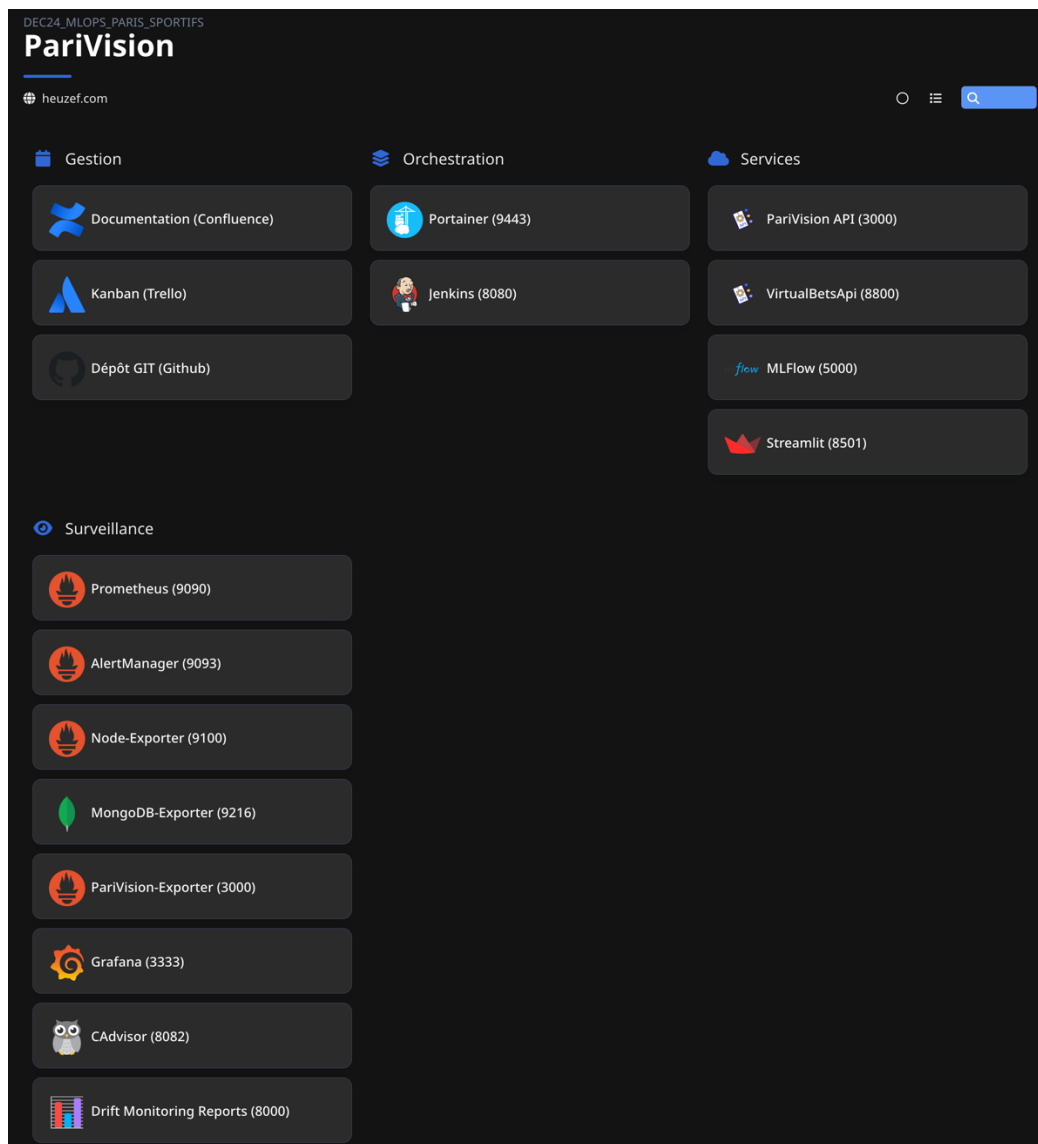 DEC24_MLOPS_PARIS_SPORTIFS
PariVision
heuzef.com
Gestion
Documentation (Confluence)
Kanban (Trello)
Dépôt GIT (Github)
Orchestration
Portainer (9443)
Jenkins (8080)
Services
PariVision API (3000)
VirtualBetsApi (8800)
flow
MLFlow (5000)
Streamlit (8501)
Surveillance
Prometheus (9090)
AlertManager (9093)
Node-Exporter (9100)
MongoDB-Exporter (9216)
PariVision-Exporter (3000)
Grafana (3333)
CAdvisor (8082)
Drift Monitoring Reports (8000)